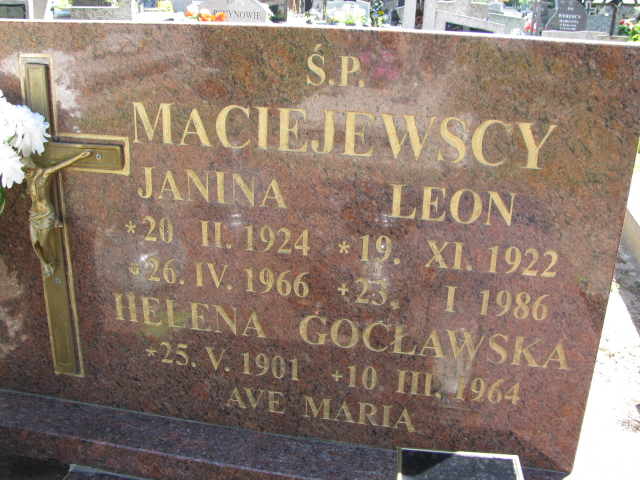 Ś.P.
MACIEJEWSCY
JANINA LEON
*20 II. 1924 *19. XI. 1922
+26. IV. 1966 +23. I 1986
HELENA GOCŁAWSKA
*25. V. 1901 +10. III. 1964
AVE MARIA